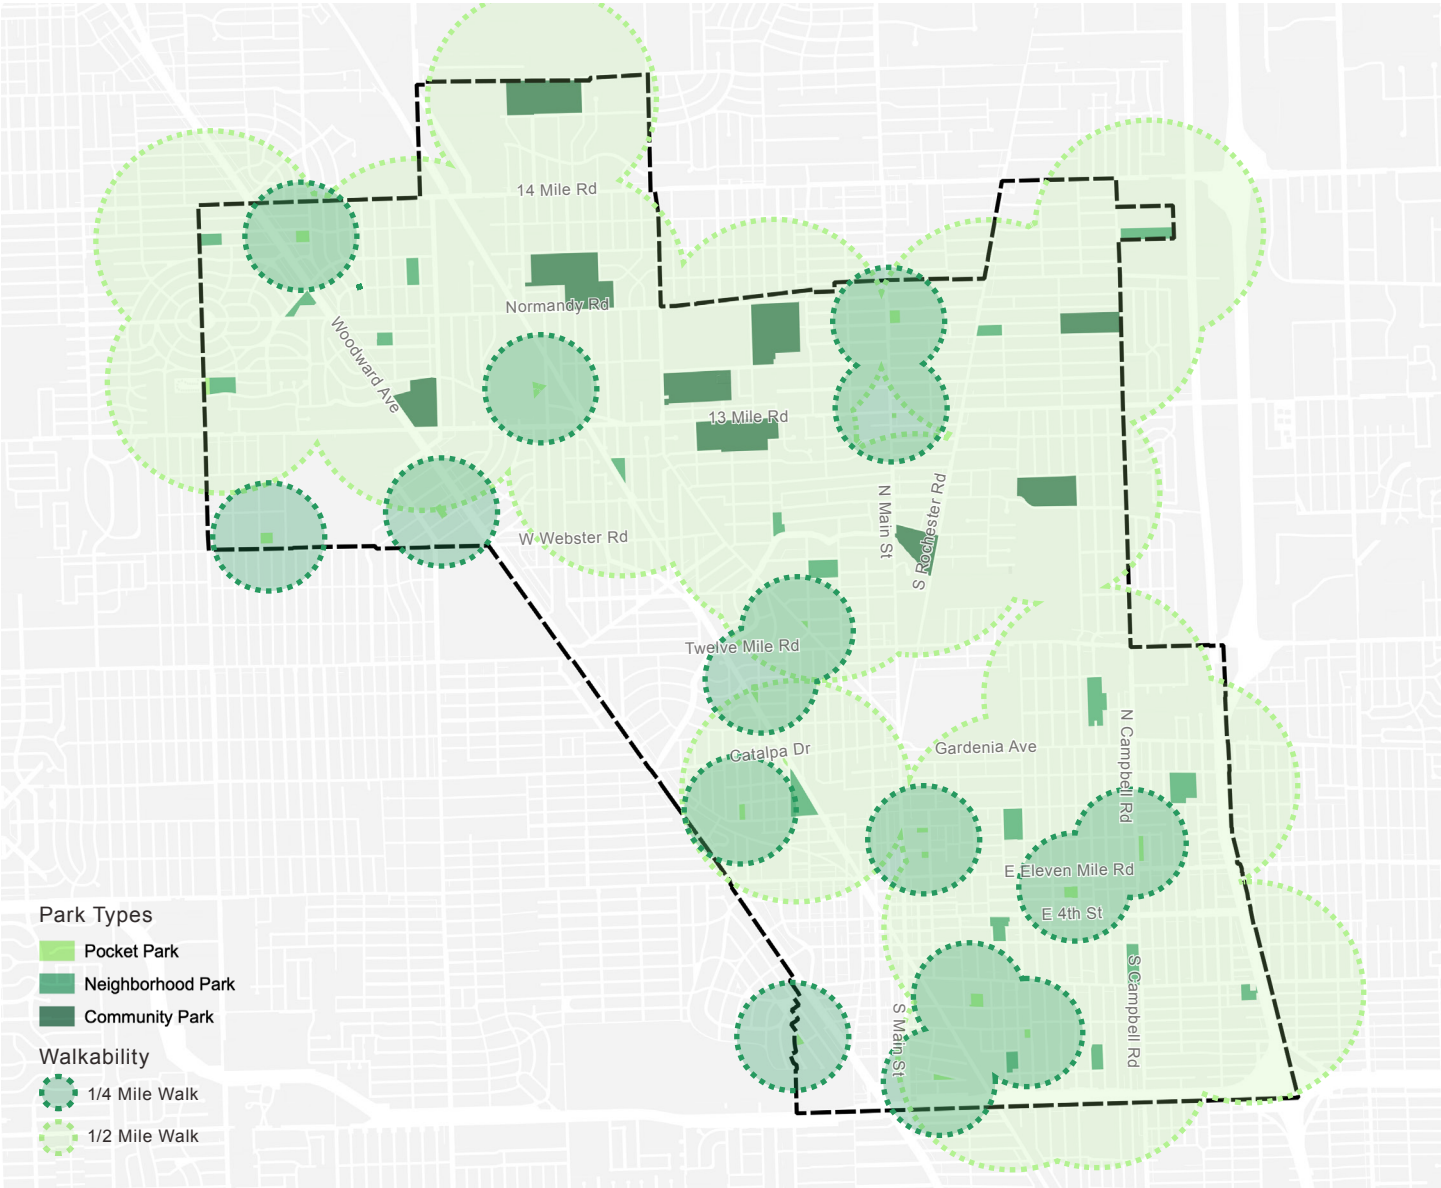 14 Mile Rd
Normandy Rd
Woodward Ave
13 Mile Rd
N Main St
S Rochester Rd
W Webster Rd
Twelve Mile Rd
Catalpa Dr
Gardenia Ave
N Campbell Rd
E Eleven Mile Rd
E 4th St
S Campbell Rd
S Main St
Park Types
Pocket Park
Neighborhood Park
Community Park
Walkability
1/4 Mile Walk
1/2 Mile Walk